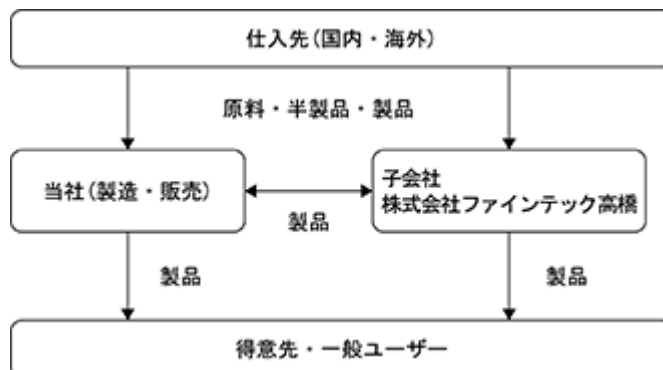 仕入先(国内・海外)
原料・半製品・製品
当社(製造・販売)
子会社
株式会社ファインテック高橋
製品
製品
製品
得意先・一般ユーザー